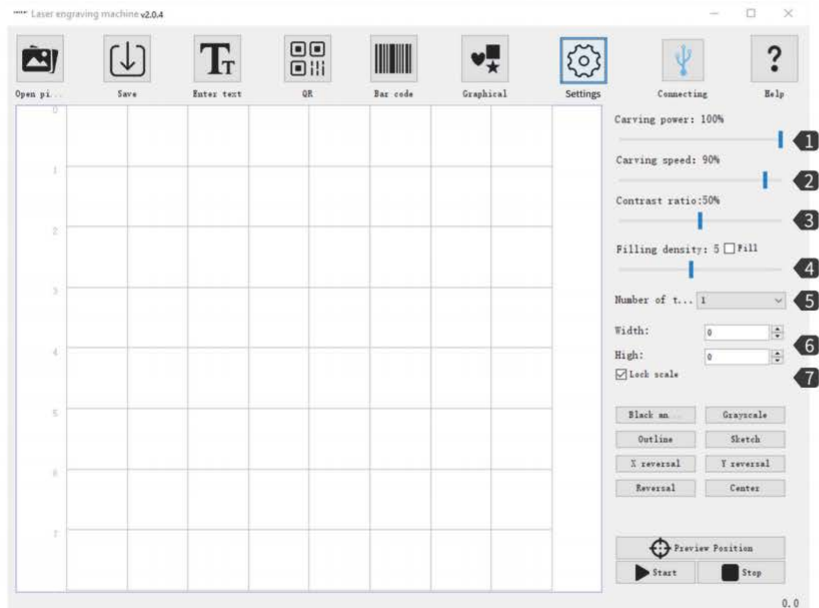 Laser engraving machine v2.0.4
Open pi...
Save
Enter text
QR
Bar code
Graphical
Settings
Connecting
Help
0
1
2
3
4
5
6
7
Carving power: 100%
1
Carving speed: 90%
2
Contrast ratio:50%
3
Filling density: 5 Fill
4
Number of t... 1
5
Width: 0
6
High: 0
Lock scale
7
Black an...
Grayscale
Outline
Sketch
X reversal
Y reversal
Reversal
Center
Preview Position
Start
Stop
0.0